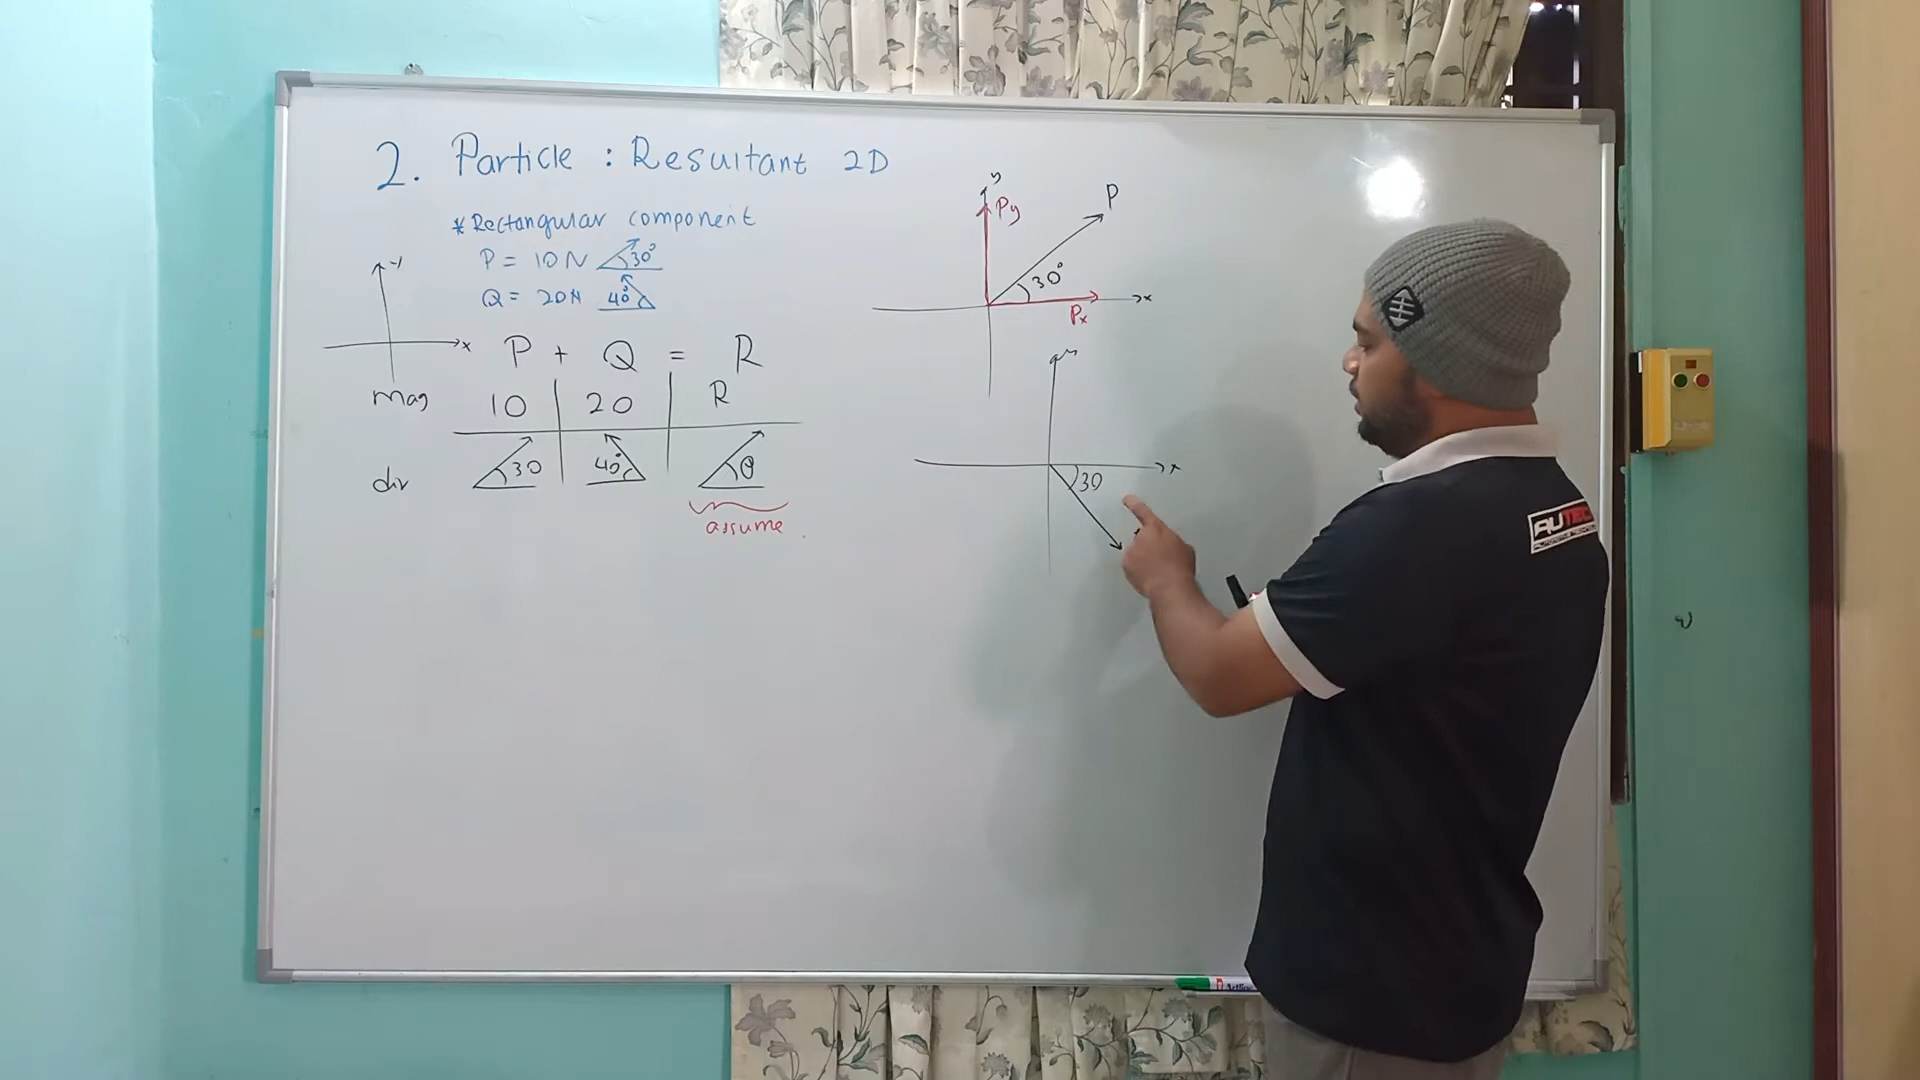 2. Particle : Resultant 2D
* Rectangular component
P = 10N 30°
Q = 20N 40°
y
x
P + Q = R
mag 10 20 R
dir 30 40° θ
assume
y
Py
P
30°
x
Px
y
x
30
AUTEC